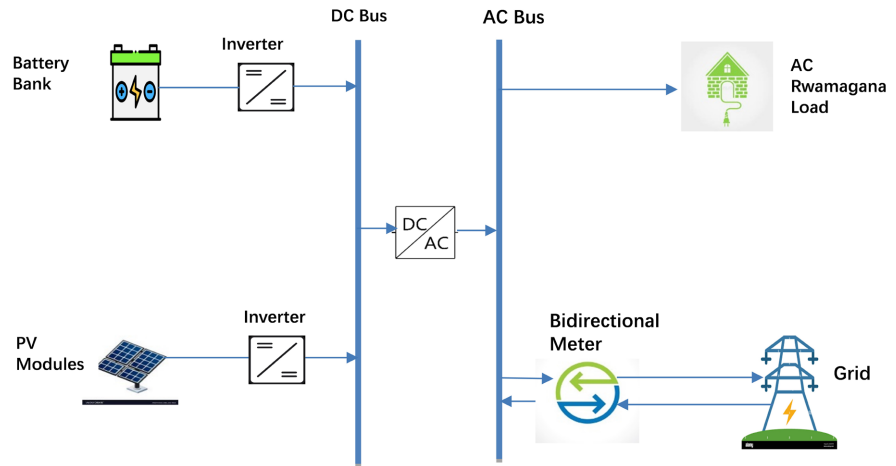 DC Bus
AC Bus
Battery
Bank
Inverter
AC
Rwamagana
Load
DC
AC
PV
Modules
Inverter
Bidirectional
Meter
Grid